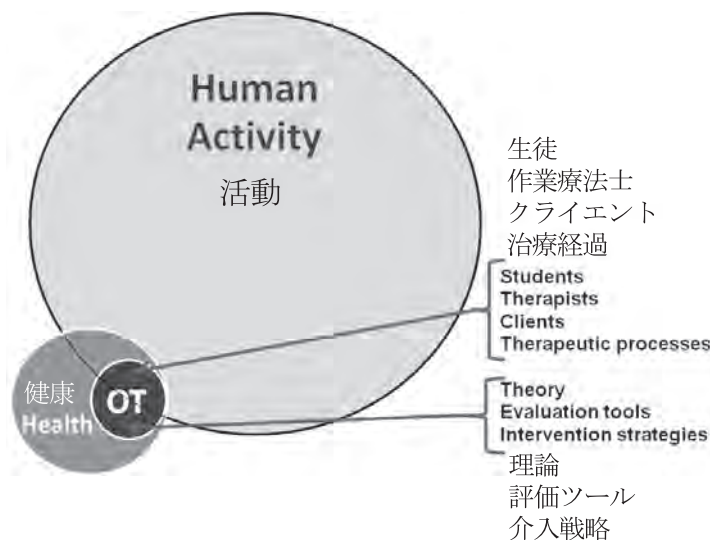 Human
Activity
活動
健康
Health
OT
生徒
作業療法士
クライエント
治療経過
Students
Therapists
Clients
Therapeutic processes
Theory
Evaluation tools
Intervention strategies
理論
評価ツール
介入戦略